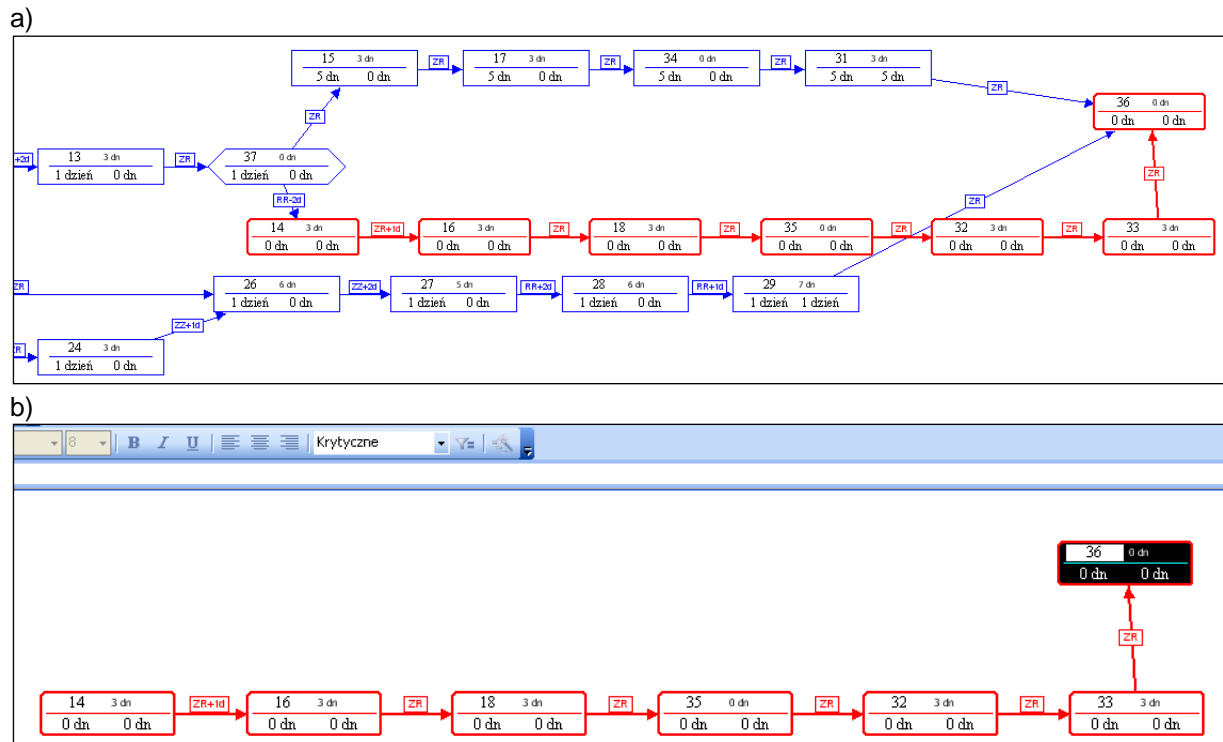 a)
15 3 dn ZR 17 3 dn ZR 34 0 dn ZR 31 3 dn
5 dn 0 dn 5 dn 0 dn 5 dn 0 dn 5 dn 5 dn
ZR
36 0 dn
0 dn 0 dn
ZR
+2d 13 3 dn ZR 37 0 dn
1 dzień 0 dn 1 dzień 0 dn
ZR
RR-2d
ZR
14 3 dn ZR+1d 16 3 dn ZR 18 3 dn ZR 35 0 dn ZR 32 3 dn ZR 33 3 dn
0 dn 0 dn 0 dn 0 dn 0 dn 0 dn 0 dn 0 dn 0 dn 0 dn 0 dn 0 dn
ZR 26 6 dn ZZ+2d 27 5 dn RR+2d 28 6 dn RR+1d 29 7 dn
1 dzień 0 dn 1 dzień 0 dn 1 dzień 0 dn 1 dzień 1 dzień
ZZ+1d
ZR 24 3 dn
1 dzień 0 dn
b)
8 B I U Krytyczne
36 0 dn
0 dn 0 dn
ZR
14 3 dn ZR+1d 16 3 dn ZR 18 3 dn ZR 35 0 dn ZR 32 3 dn ZR 33 3 dn
0 dn 0 dn 0 dn 0 dn 0 dn 0 dn 0 dn 0 dn 0 dn 0 dn 0 dn 0 dn